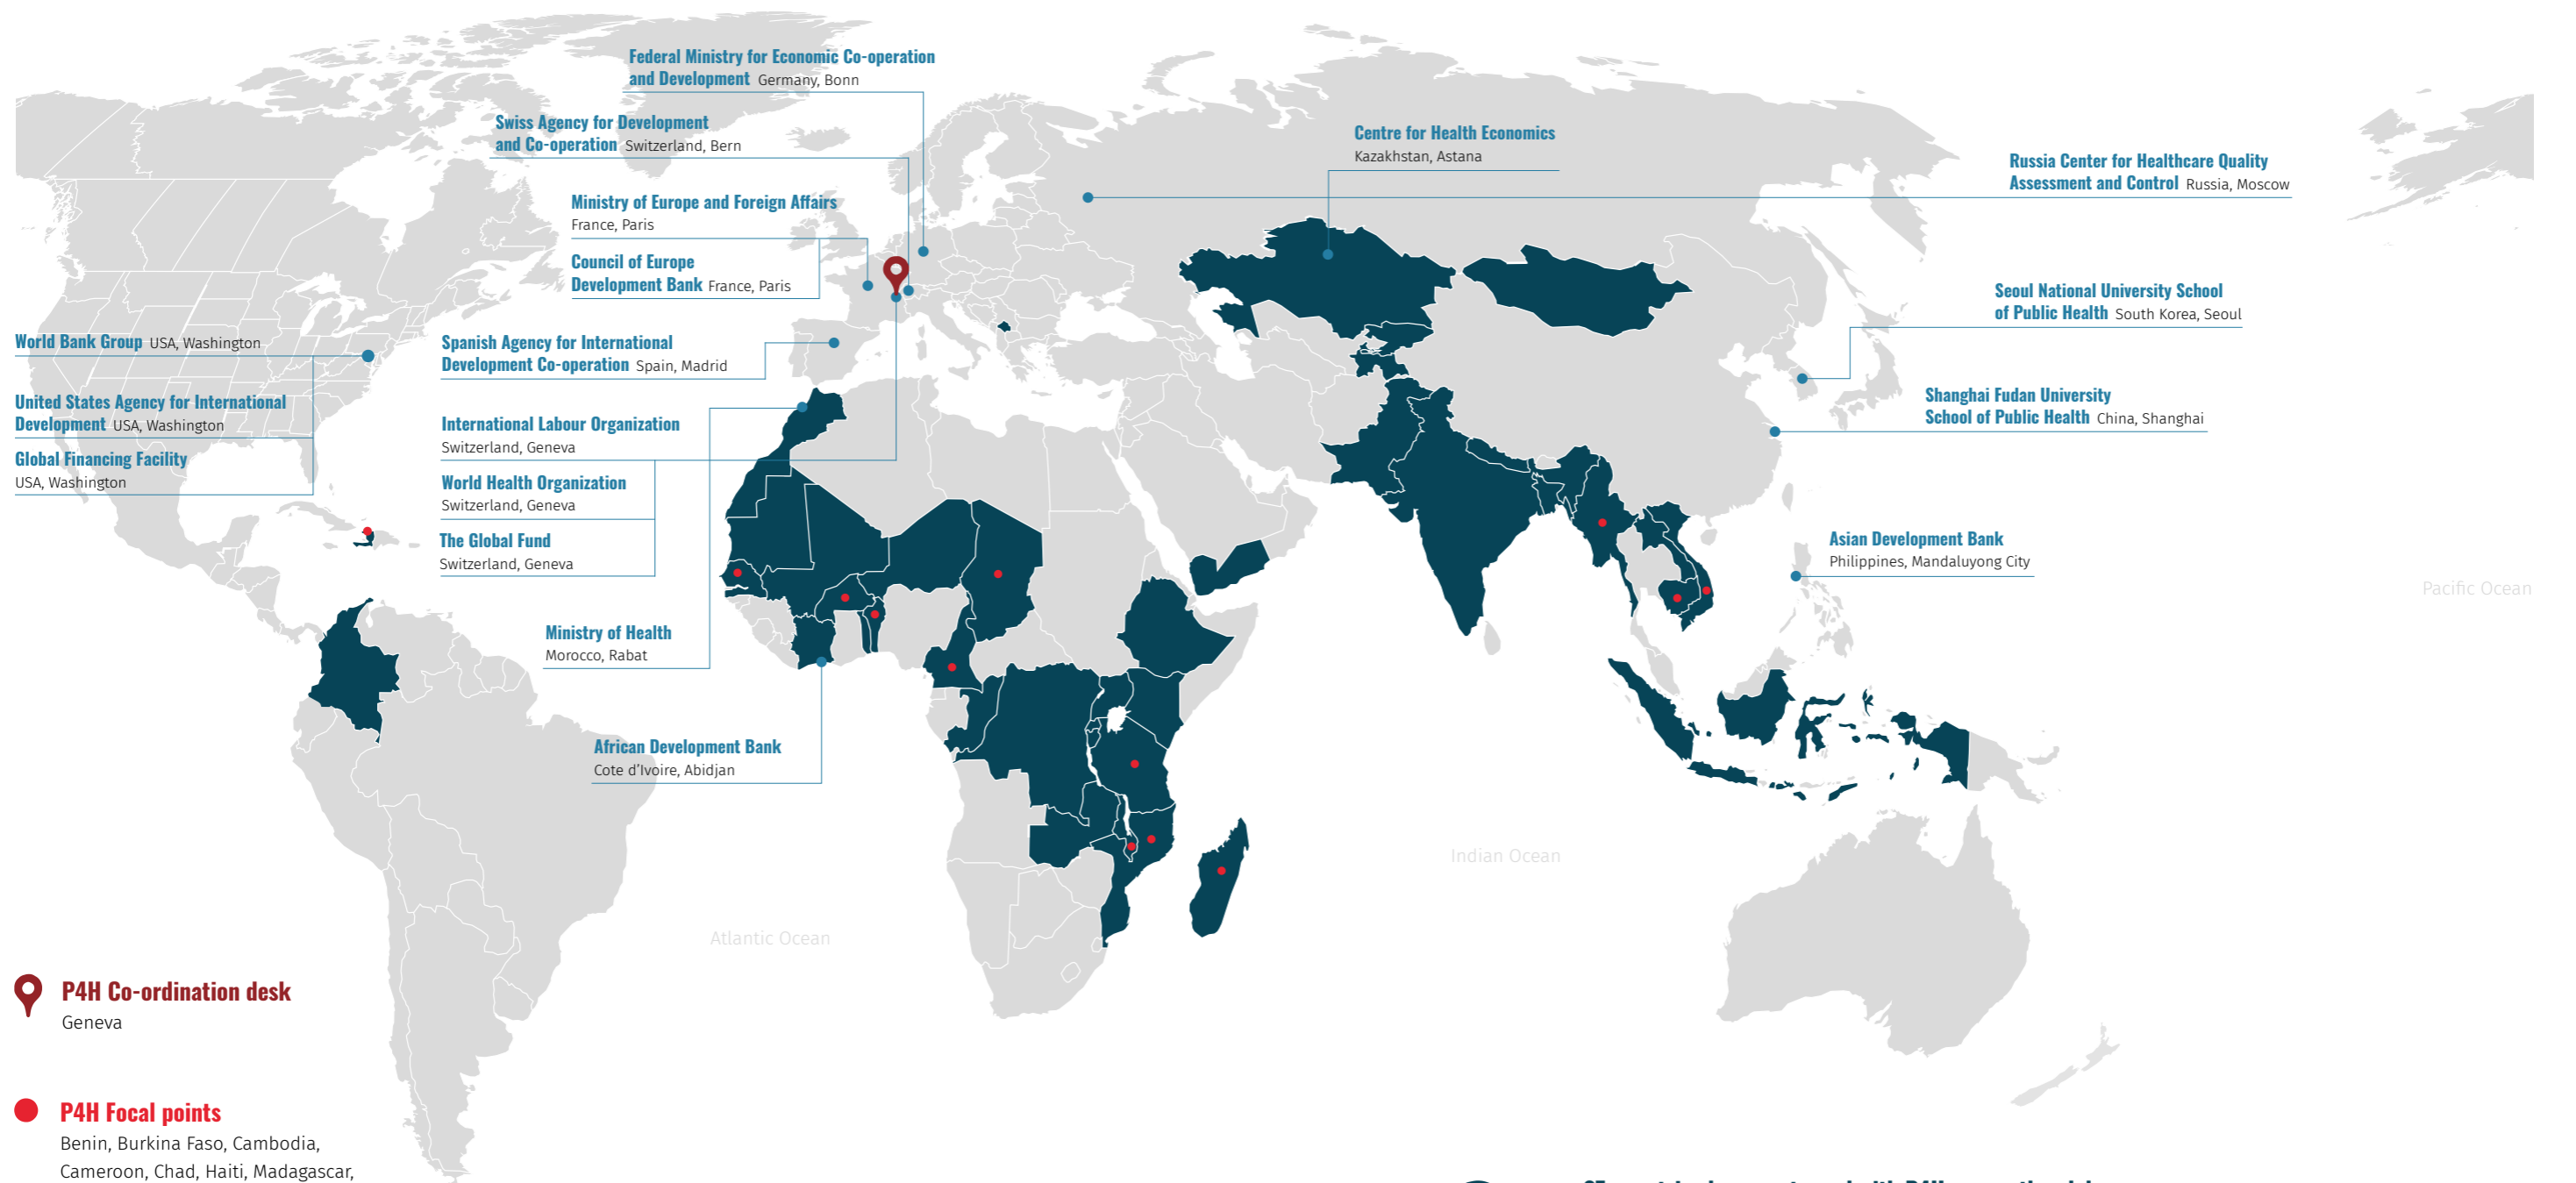 Federal Ministry for Economic Co-operation
and Development Germany, Bonn
Swiss Agency for Development
and Co-operation Switzerland, Bern
Ministry of Europe and Foreign Affairs
France, Paris
Council of Europe
Development Bank France, Paris
World Bank Group USA, Washington
United States Agency for International
Development USA, Washington
Global Financing Facility
USA, Washington
Spanish Agency for International
Development Co-operation Spain, Madrid
International Labour Organization
Switzerland, Geneva
World Health Organization
Switzerland, Geneva
The Global Fund
Switzerland, Geneva
Ministry of Health
Morocco, Rabat
African Development Bank
Cote d'Ivoire, Abidjan
Centre for Health Economics
Kazakhstan, Astana
Russia Center for Healthcare Quality
Assessment and Control Russia, Moscow
Seoul National University School
of Public Health South Korea, Seoul
Shanghai Fudan University
School of Public Health China, Shanghai
Asian Development Bank
Philippines, Mandaluyong City
Pacific Ocean
Indian Ocean
Atlantic Ocean
P4H Co-ordination desk
Geneva
P4H Focal points
Benin, Burkina Faso, Cambodia,
Cameroon, Chad, Haiti, Madagascar,